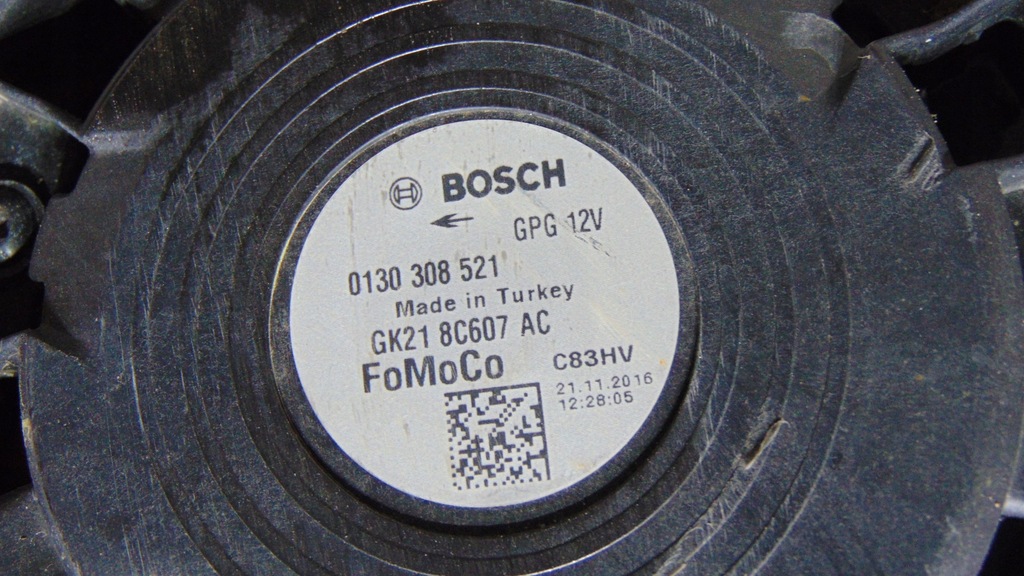 BOSCH
GPG 12V
0130 308 521
Made in Turkey
GK21 8C607 AC
FoMoCo
C83HV
21.11.2016
12:28:05